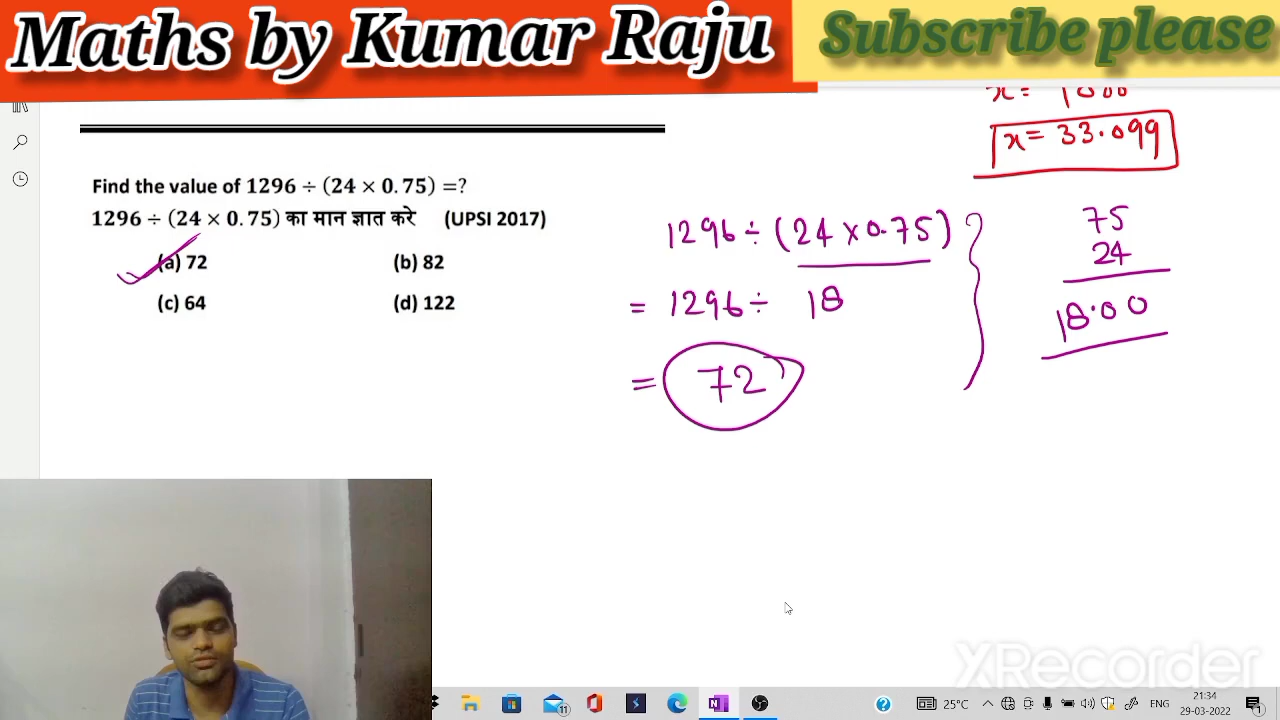 Maths by Kumar Raju
Subscribe please
x= 33.099
Find the value of 1296 ÷ (24 × 0.75) =?
1296 ÷ (24 × 0.75) का मान ज्ञात करे (UPSI 2017)
(a) 72 (b) 82
(c) 64 (d) 122
1296 ÷ (24 × 0.75)
= 1296 ÷ 18
= 72
75
24
18.00
XRecorder
11
25°C
ENG
21:34
29-03-2022
1